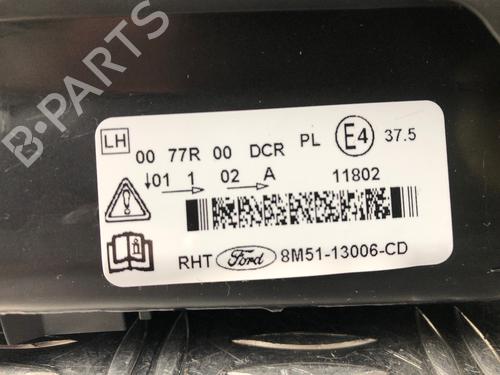 B-PARTS
LH
00 77R 00 DCR PL E4 37.5
↓01 1 → 02 A →
11802
RHT Ford 8M51-13006-CD